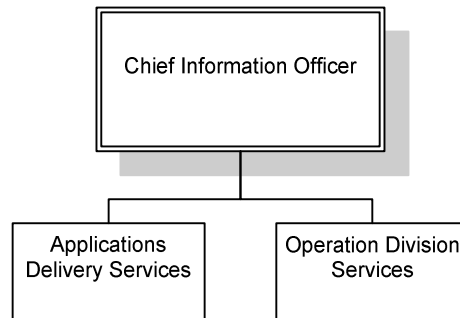 Chief Information Officer
Applications
Delivery Services
Operation Division
Services